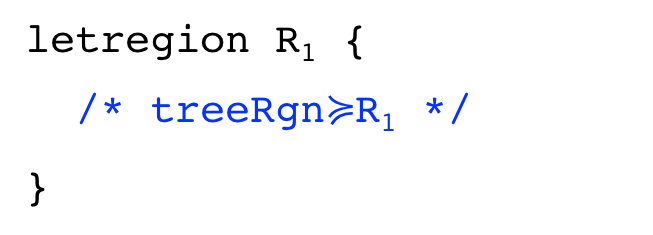 letregion R₁ {
/* treeRgn≽R₁ */
}